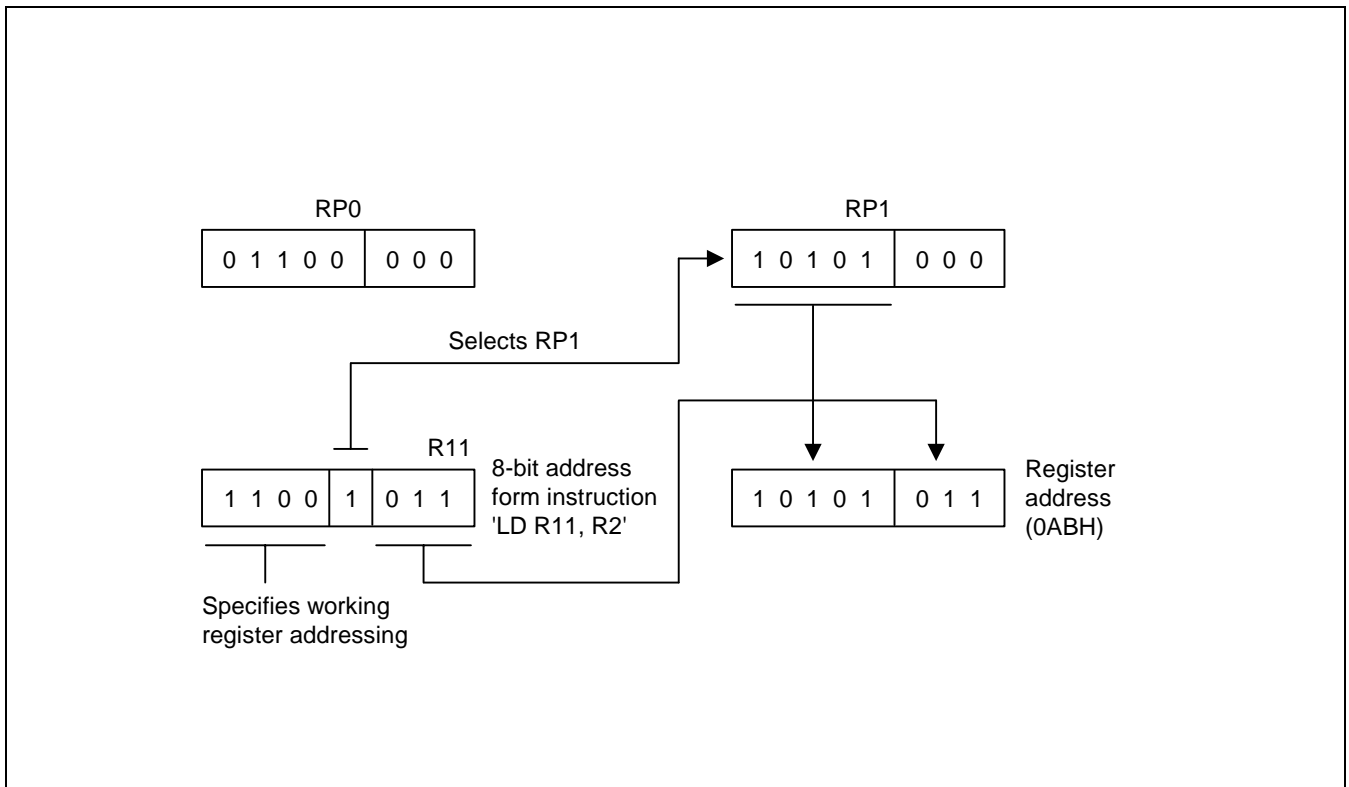 RP0
RP1
0 1 1 0 0 0 0 0
1 0 1 0 1 0 0 0
Selects RP1
R11
1 1 0 0 1 0 1 1
8-bit address
form instruction
'LD R11, R2'
1 0 1 0 1 0 1 1
Register
address
(0ABH)
Specifies working
register addressing